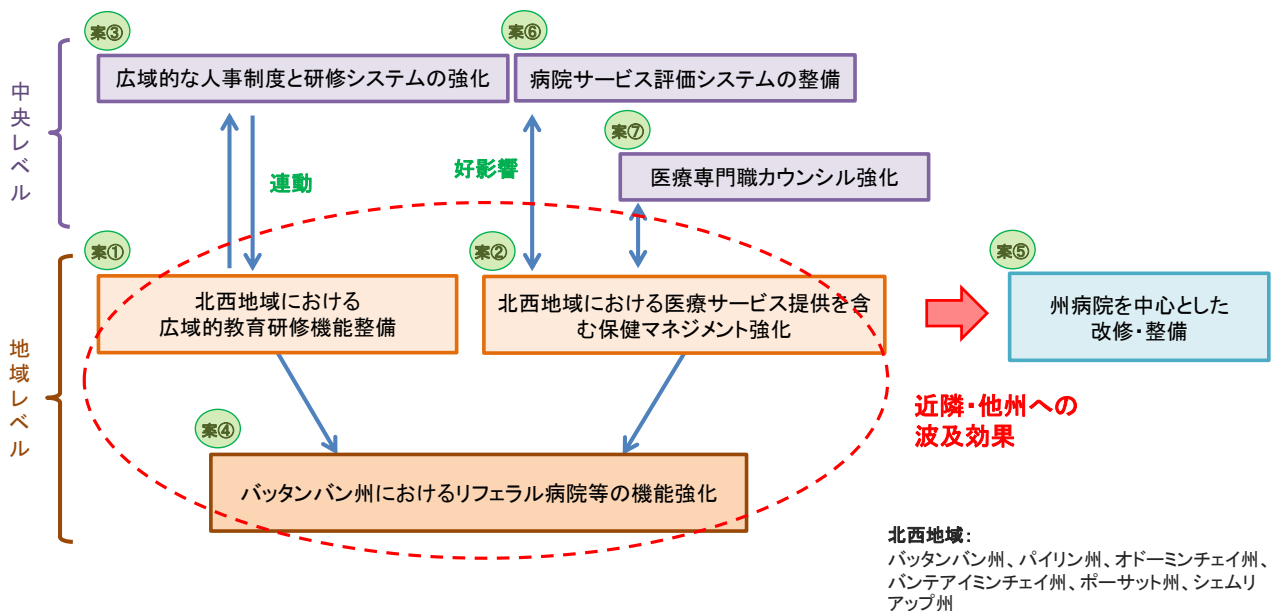 案③
案⑥
広域的な人事制度と研修システムの強化
病院サービス評価システムの整備
中央レベル
案⑦
連動
好影響
医療専門職カウンシル強化
案①
案②
案⑤
北西地域における
広域的教育研修機能整備
北西地域における医療サービス提供を含
む保健マネジメント強化
州病院を中心とした
改修・整備
地域レベル
近隣・他州への
波及効果
案④
バッタンバン州におけるリフェラル病院等の機能強化
北西地域:
バッタンバン州、パイリン州、オドーミンチェイ州、
バンテアイミンチェイ州、ポーサット州、シェムリ
アップ州